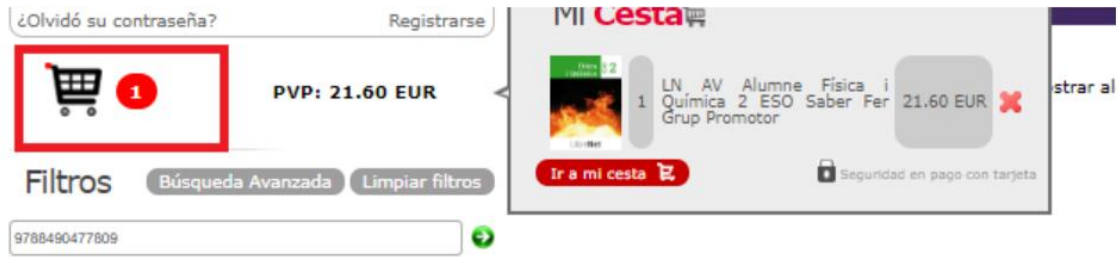 ¿Olvidó su contraseña?
Registrarse
1
PVP: 21.60 EUR
Filtros
Búsqueda Avanzada
Limpiar filtros
9788490477809
Mi Cesta
2
1
LN AV Alumne Física i
Química 2 ESO Saber Fer
Grup Promotor
21.60 EUR
Ir a mi cesta
Seguridad en pago con tarjeta
strar al